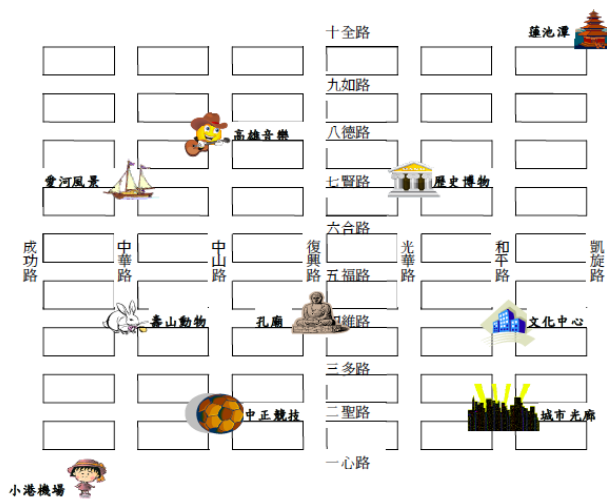 十全路
蓮池潭
九如路
八德路
高雄音樂
愛河風景
七賢路
歷史博物
六合路
成功路
中華路
中山路
復興路
光華路
和平路
凱旋路
五福路
壽山動物
孔廟
四維路
文化中心
三多路
中正競技
二聖路
城市光廊
一心路
小港機場